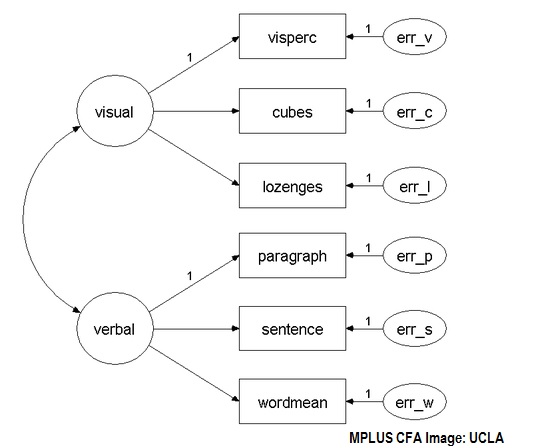 visperc
1
err_v
1
visual
cubes
1
err_c
lozenges
1
err_l
paragraph
1
err_p
1
verbal
sentence
1
err_s
wordmean
1
err_w
MPLUS CFA Image: UCLA